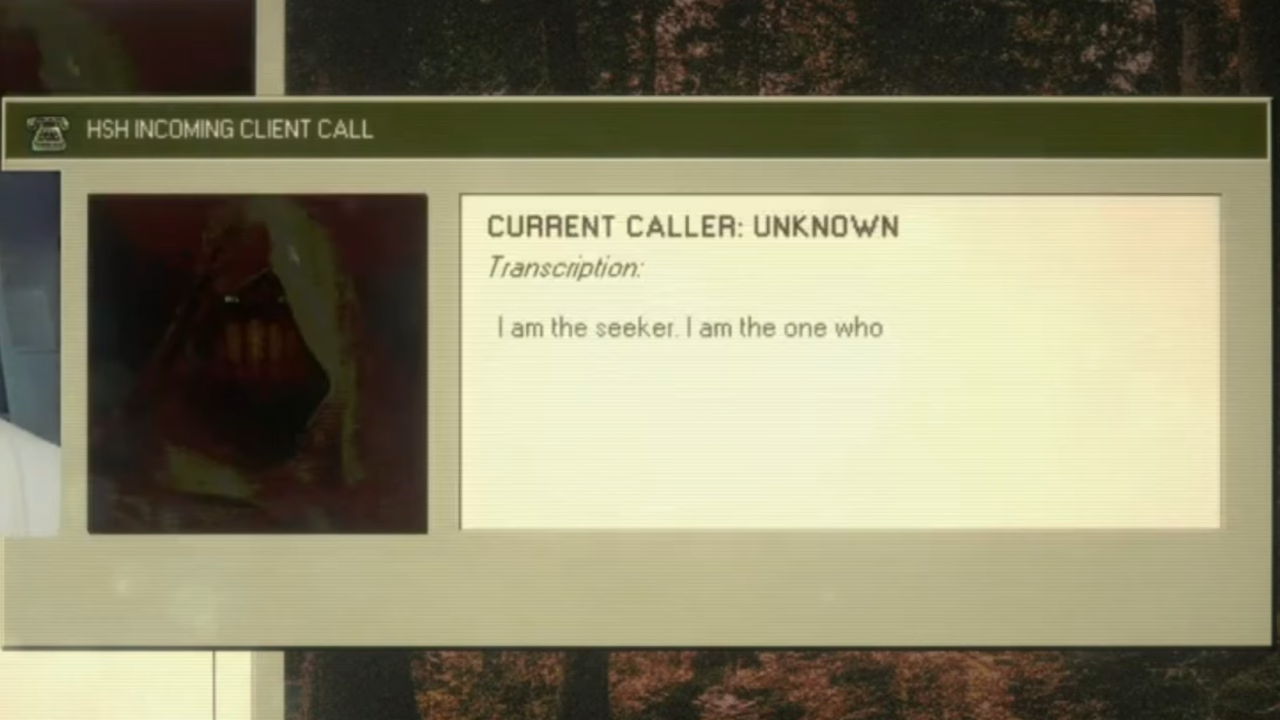 HSH INCOMING CLIENT CALL
CURRENT CALLER: UNKNOWN
Transcription:
I am the seeker. I am the one who